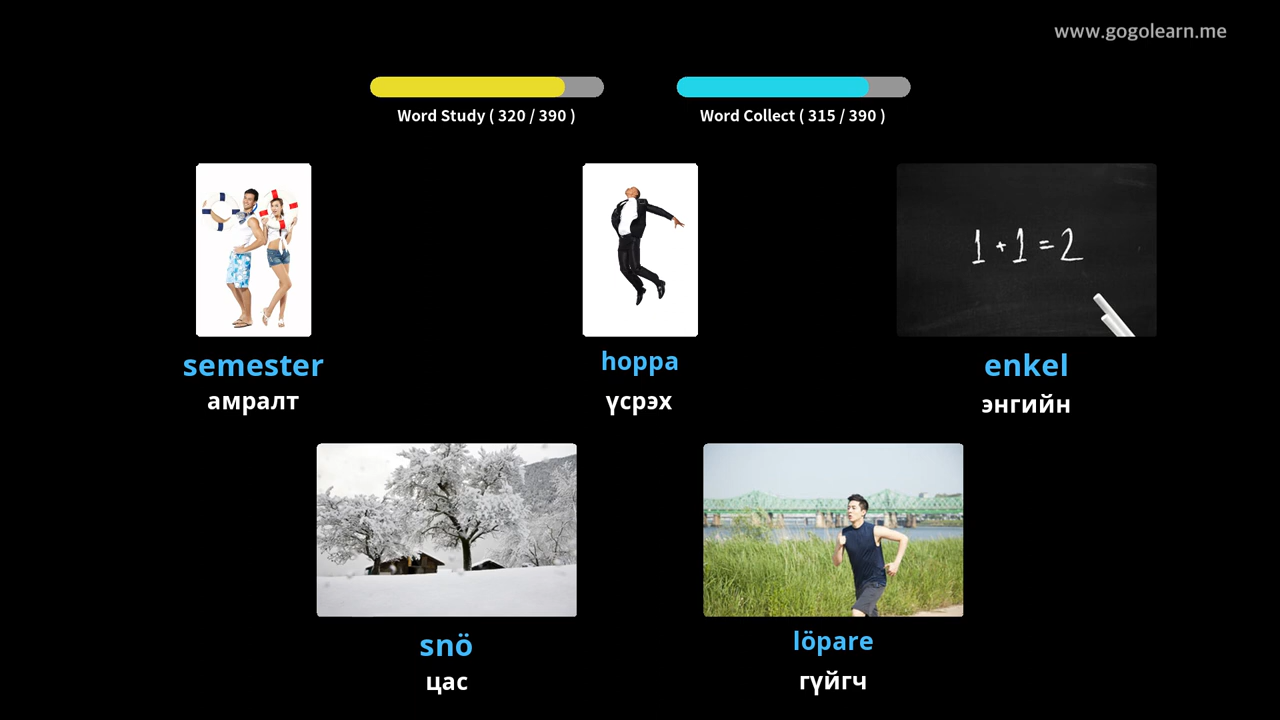 www.gogolearn.me
Word Study ( 320 / 390 )
Word Collect ( 315 / 390 )
1 + 1 = 2
semester
амралт
hoppa
үсрэх
enkel
энгийн
snö
цас
löpare
гүйгч